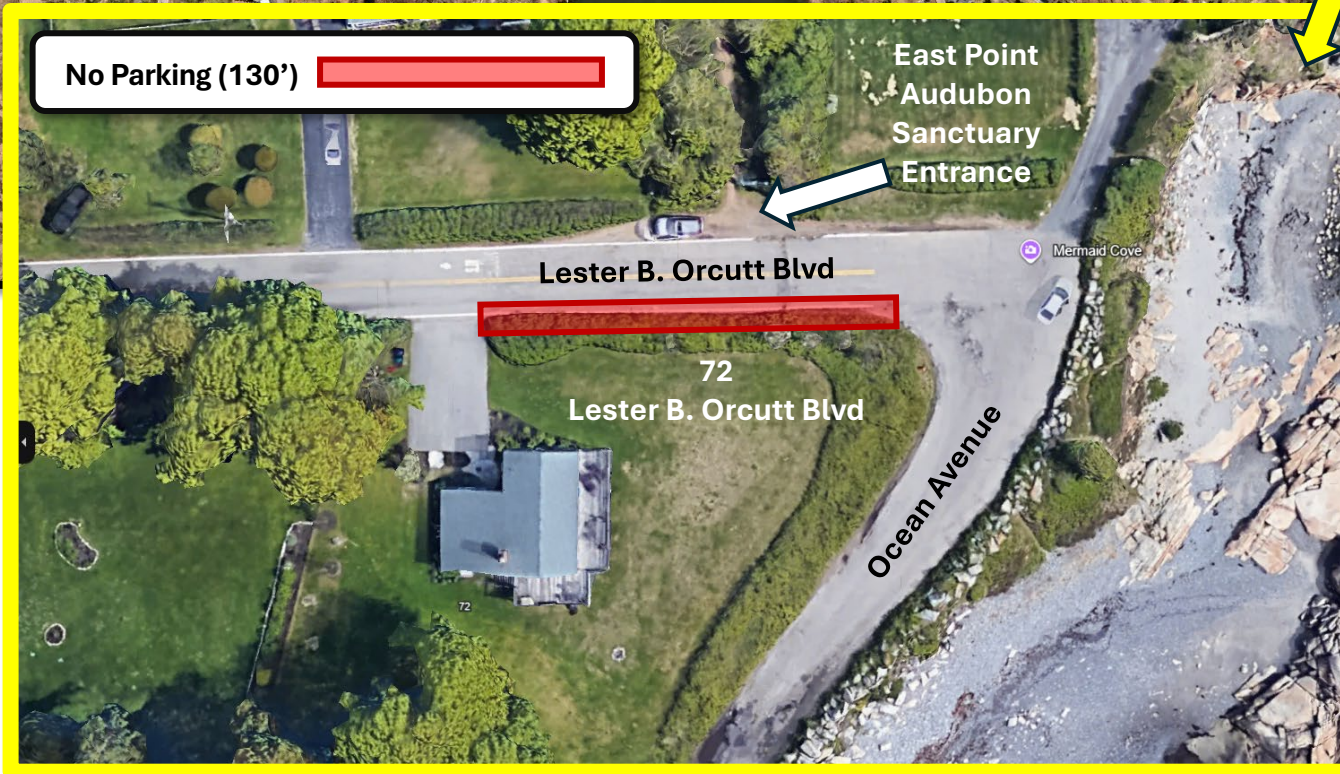 No Parking (130’)
East Point
Audubon
Sanctuary
Entrance
Mermaid Cove
Lester B. Orcutt Blvd
72
Lester B. Orcutt Blvd
Ocean Avenue
72